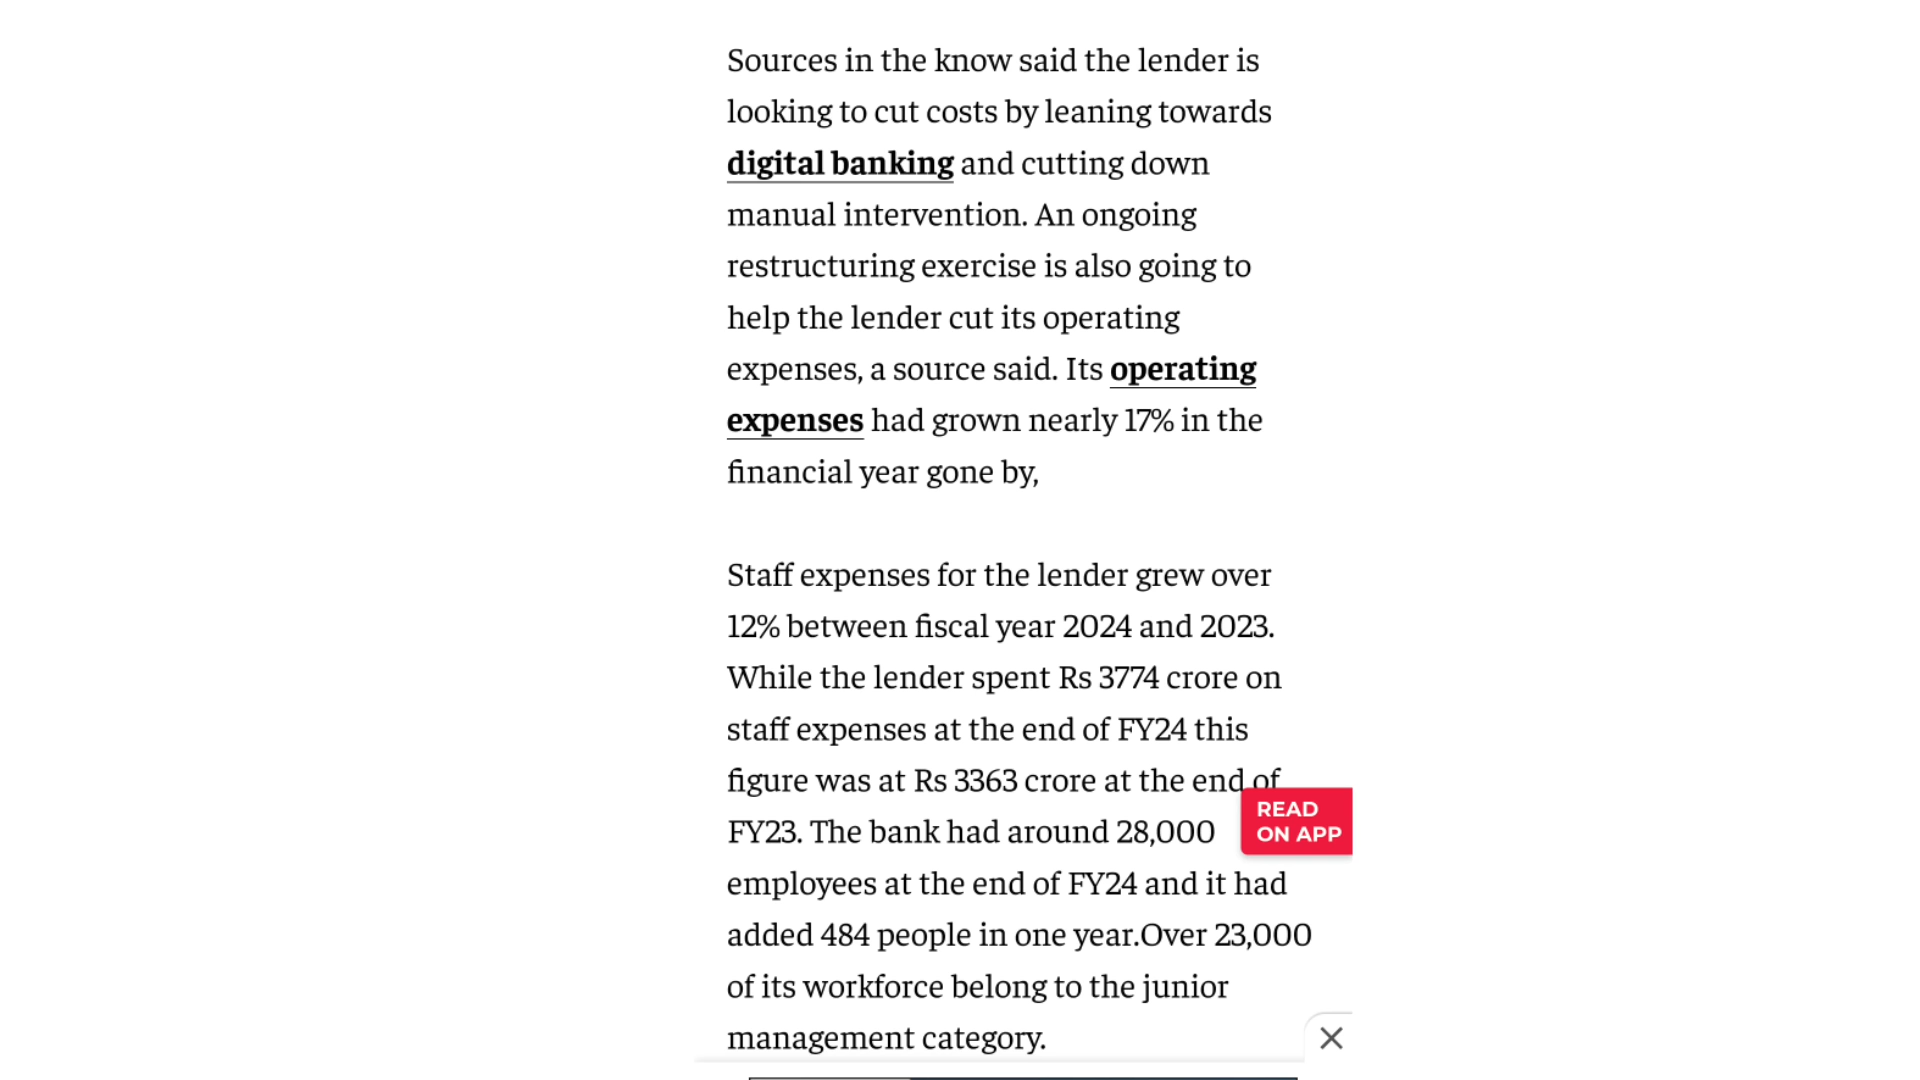 Sources in the know said the lender is
looking to cut costs by leaning towards
digital banking and cutting down
manual intervention. An ongoing
restructuring exercise is also going to
help the lender cut its operating
expenses, a source said. Its operating
expenses had grown nearly 17% in the
financial year gone by,
Staff expenses for the lender grew over
12% between fiscal year 2024 and 2023.
While the lender spent Rs 3774 crore on
staff expenses at the end of FY24 this
figure was at Rs 3363 crore at the end of
READ
ON APP
FY23. The bank had around 28,000
employees at the end of FY24 and it had
added 484 people in one year.Over 23,000
of its workforce belong to the junior
management category.